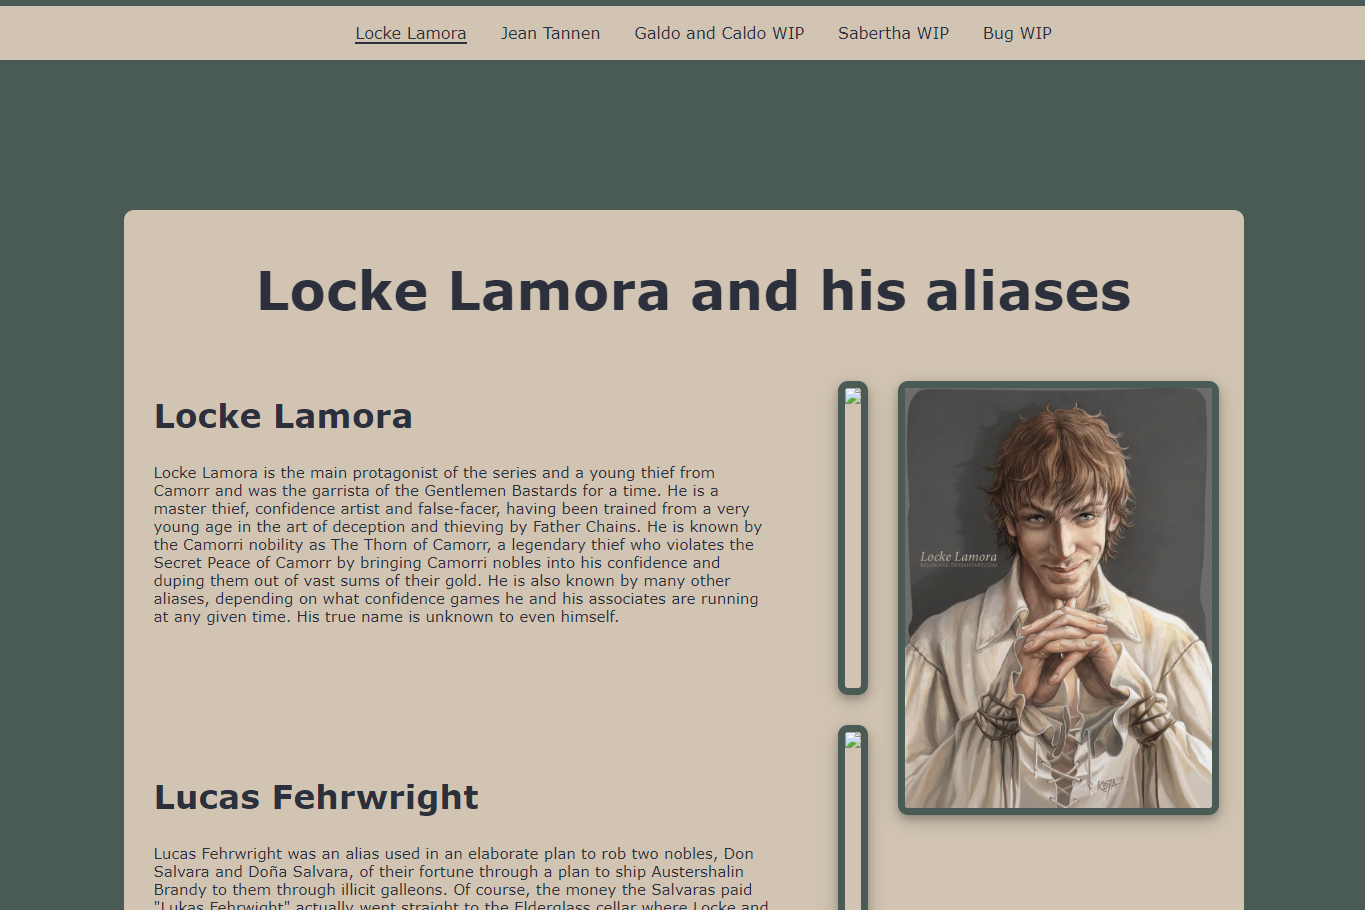 Locke Lamora Jean Tannen Galdo and Caldo WIP Sabertha WIP Bug WIP
Locke Lamora and his aliases
Locke Lamora
Locke Lamora is the main protagonist of the series and a young thief from
Camorr and was the garrista of the Gentlemen Bastards for a time. He is a
master thief, confidence artist and false-facer, having been trained from a very
young age in the art of deception and thieving by Father Chains. He is known by
the Camorri nobility as The Thorn of Camorr, a legendary thief who violates the
Secret Peace of Camorr by bringing Camorri nobles into his confidence and
duping them out of vast sums of their gold. He is also known by many other
aliases, depending on what confidence games he and his associates are running
at any given time. His true name is unknown to even himself.
Locke Lamora
Lucas Fehrwright
Lucas Fehrwright was an alias used in an elaborate plan to rob two nobles, Don
Salvara and Doña Salvara, of their fortune through a plan to ship Austershalin
Brandy to them through illicit galleons. Of course, the money the Salvaras paid
"Lukas Fehrwight" actually went straight to the Elderglass cellar where Locke and